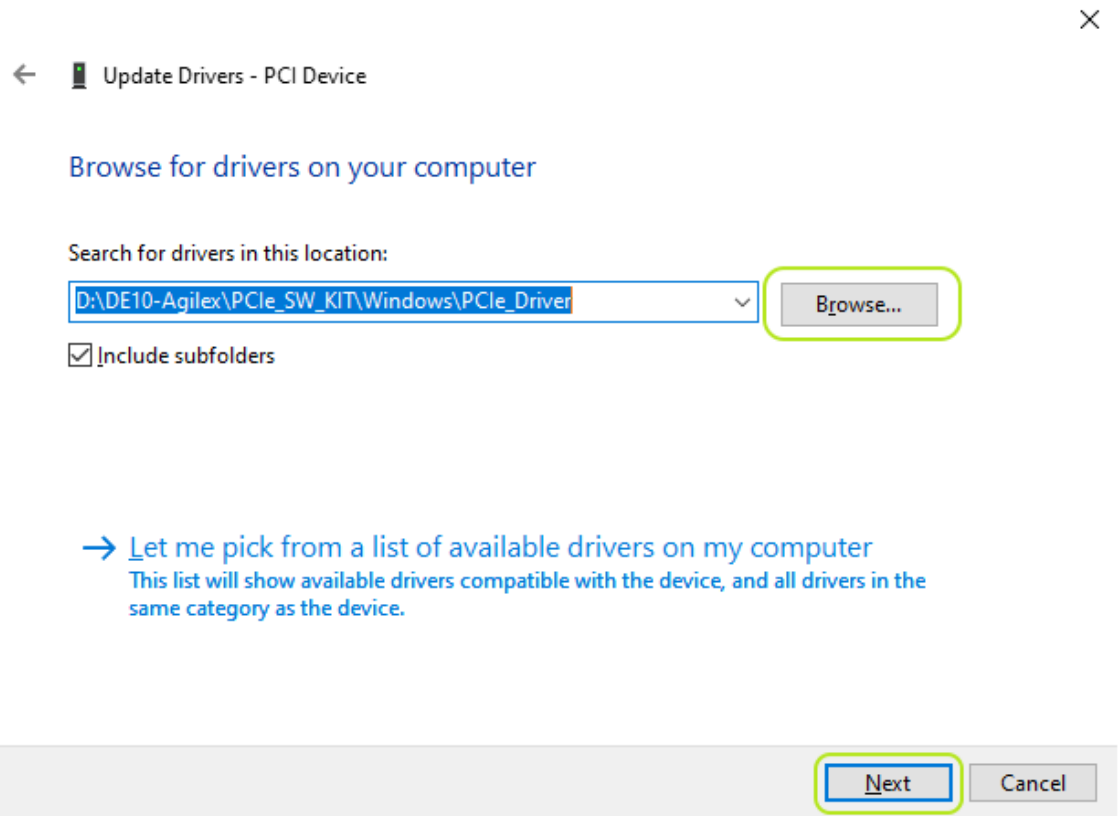 Update Drivers - PCI Device
Browse for drivers on your computer
Search for drivers in this location:
D:\DE10-Agilex\PCIe_SW_KIT\Windows\PCIe_Driver
Browse...
Include subfolders
Let me pick from a list of available drivers on my computer
This list will show available drivers compatible with the device, and all drivers in the
same category as the device.
Next
Cancel